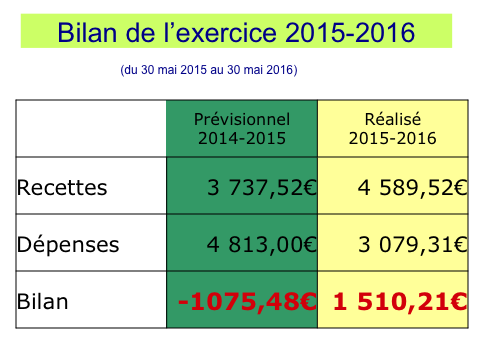 Bilan de l’exercice 2015-2016
(du 30 mai 2015 au 30 mai 2016)
Prévisionnel Réalisé
2014-2015 2015-2016
Recettes 3 737,52€ 4 589,52€
Dépenses 4 813,00€ 3 079,31€
Bilan -1075,48€ 1 510,21€